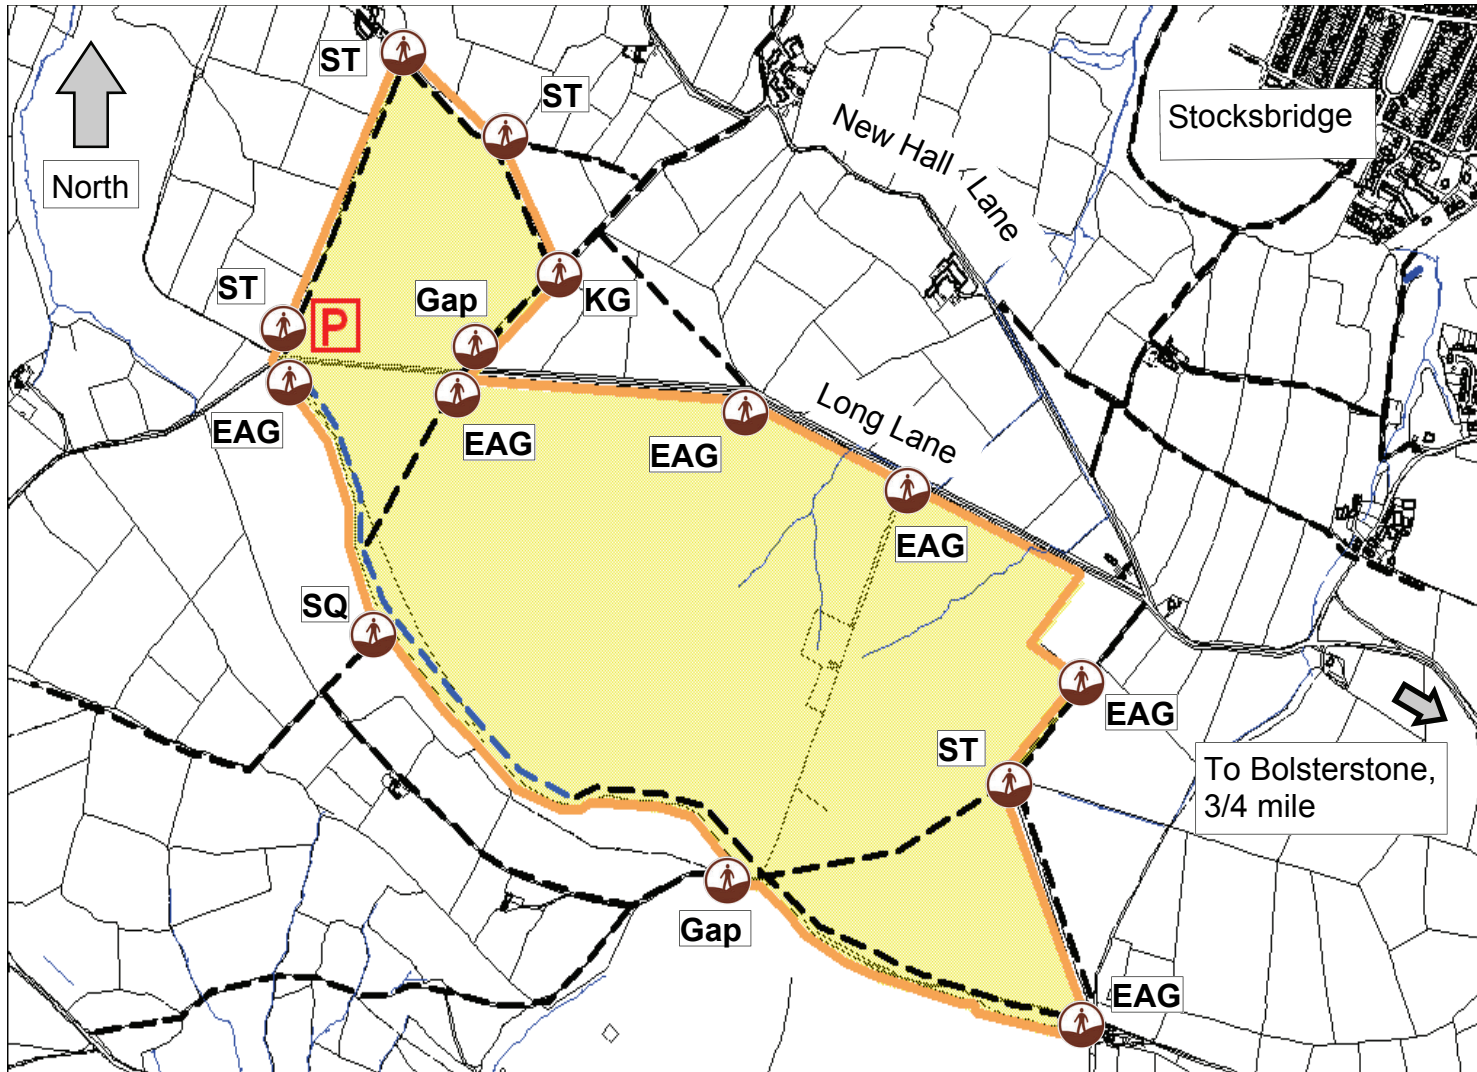 ST
ST
New Hall Lane
Stocksbridge
North
ST
P
Gap
KG
EAG
EAG
EAG
Long Lane
EAG
SQ
EAG
ST
To Bolsterstone,
3/4 mile
Gap
EAG